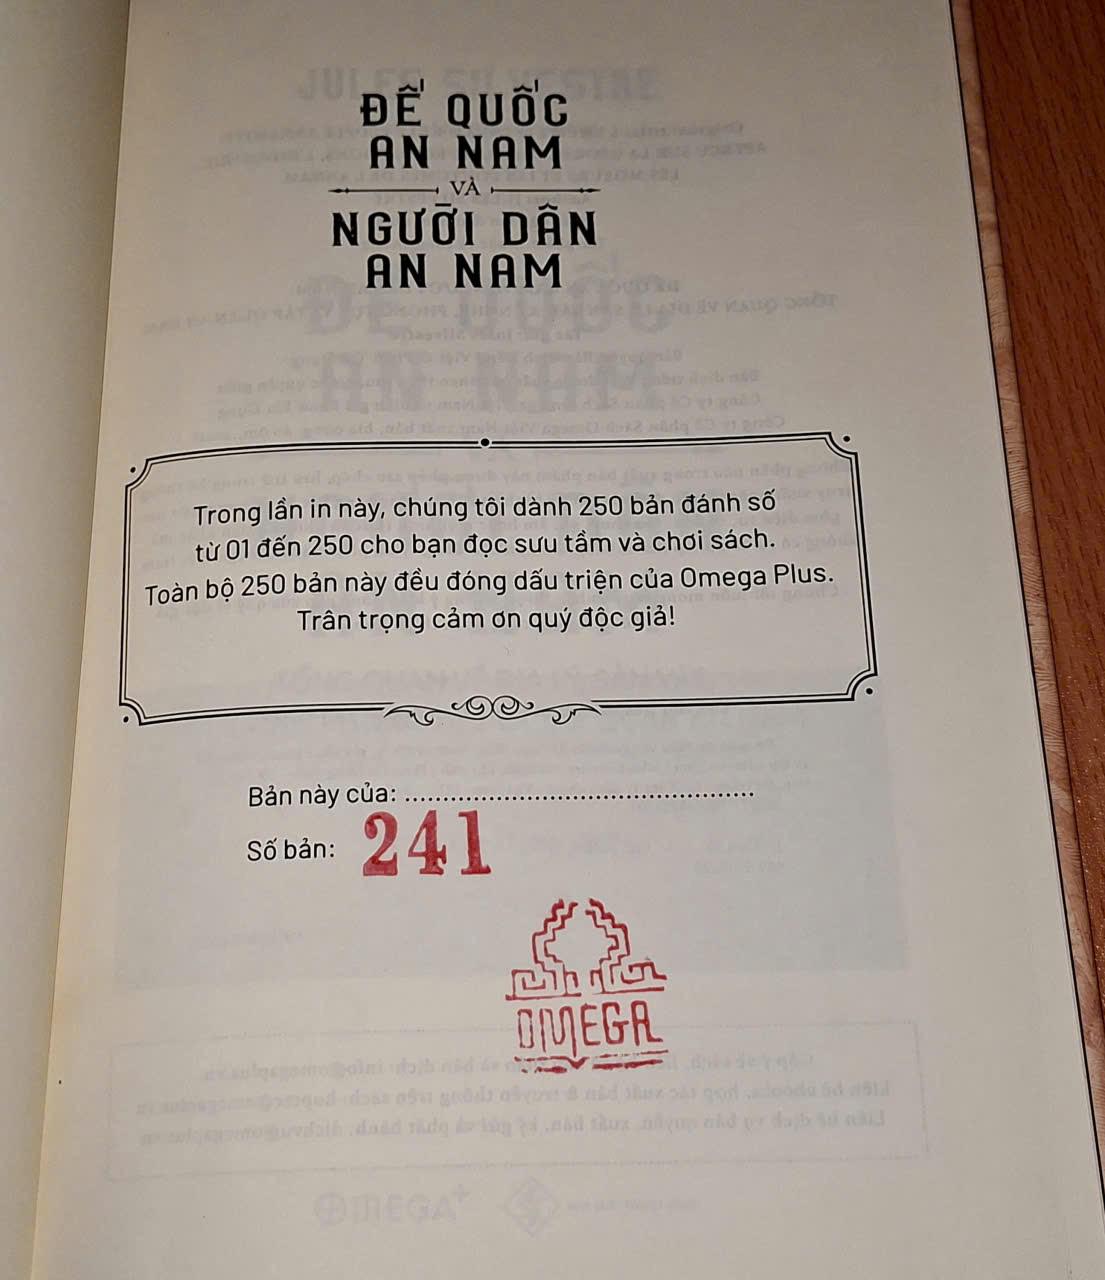 ĐẾ QUỐC
AN NAM
VÀ
NGƯỜI DÂN
AN NAM
Trong lần in này, chúng tôi dành 250 bản đánh số
từ 01 đến 250 cho bạn đọc sưu tầm và chơi sách.
Toàn bộ 250 bản này đều đóng dấu triện của Omega Plus.
Trân trọng cảm ơn quý độc giả!
Bản này của: ................................................
Số bản: 241
OMEGA